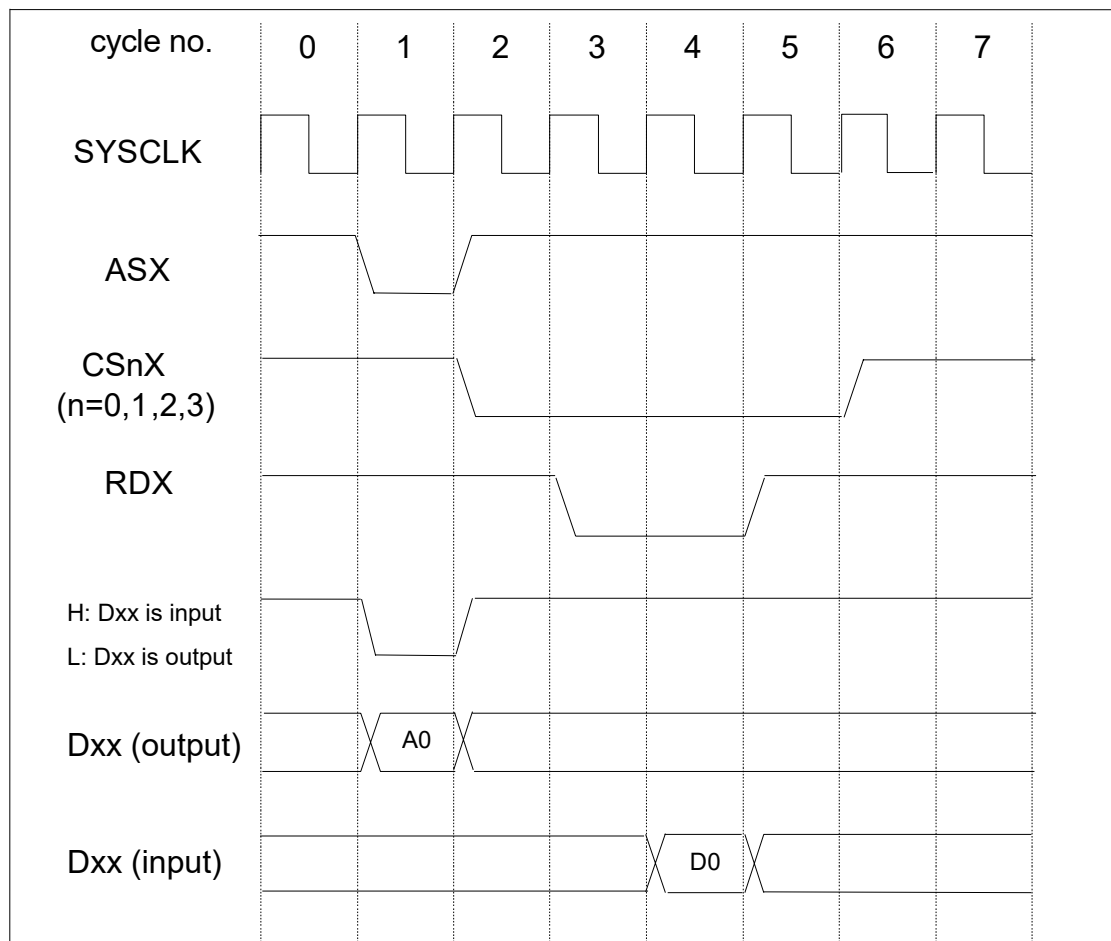 cycle no. 0 1 2 3 4 5 6 7
SYSCLK
ASX
CSnX
(n=0,1,2,3)
RDX
H: Dxx is input
L: Dxx is output
Dxx (output) A0
Dxx (input) D0